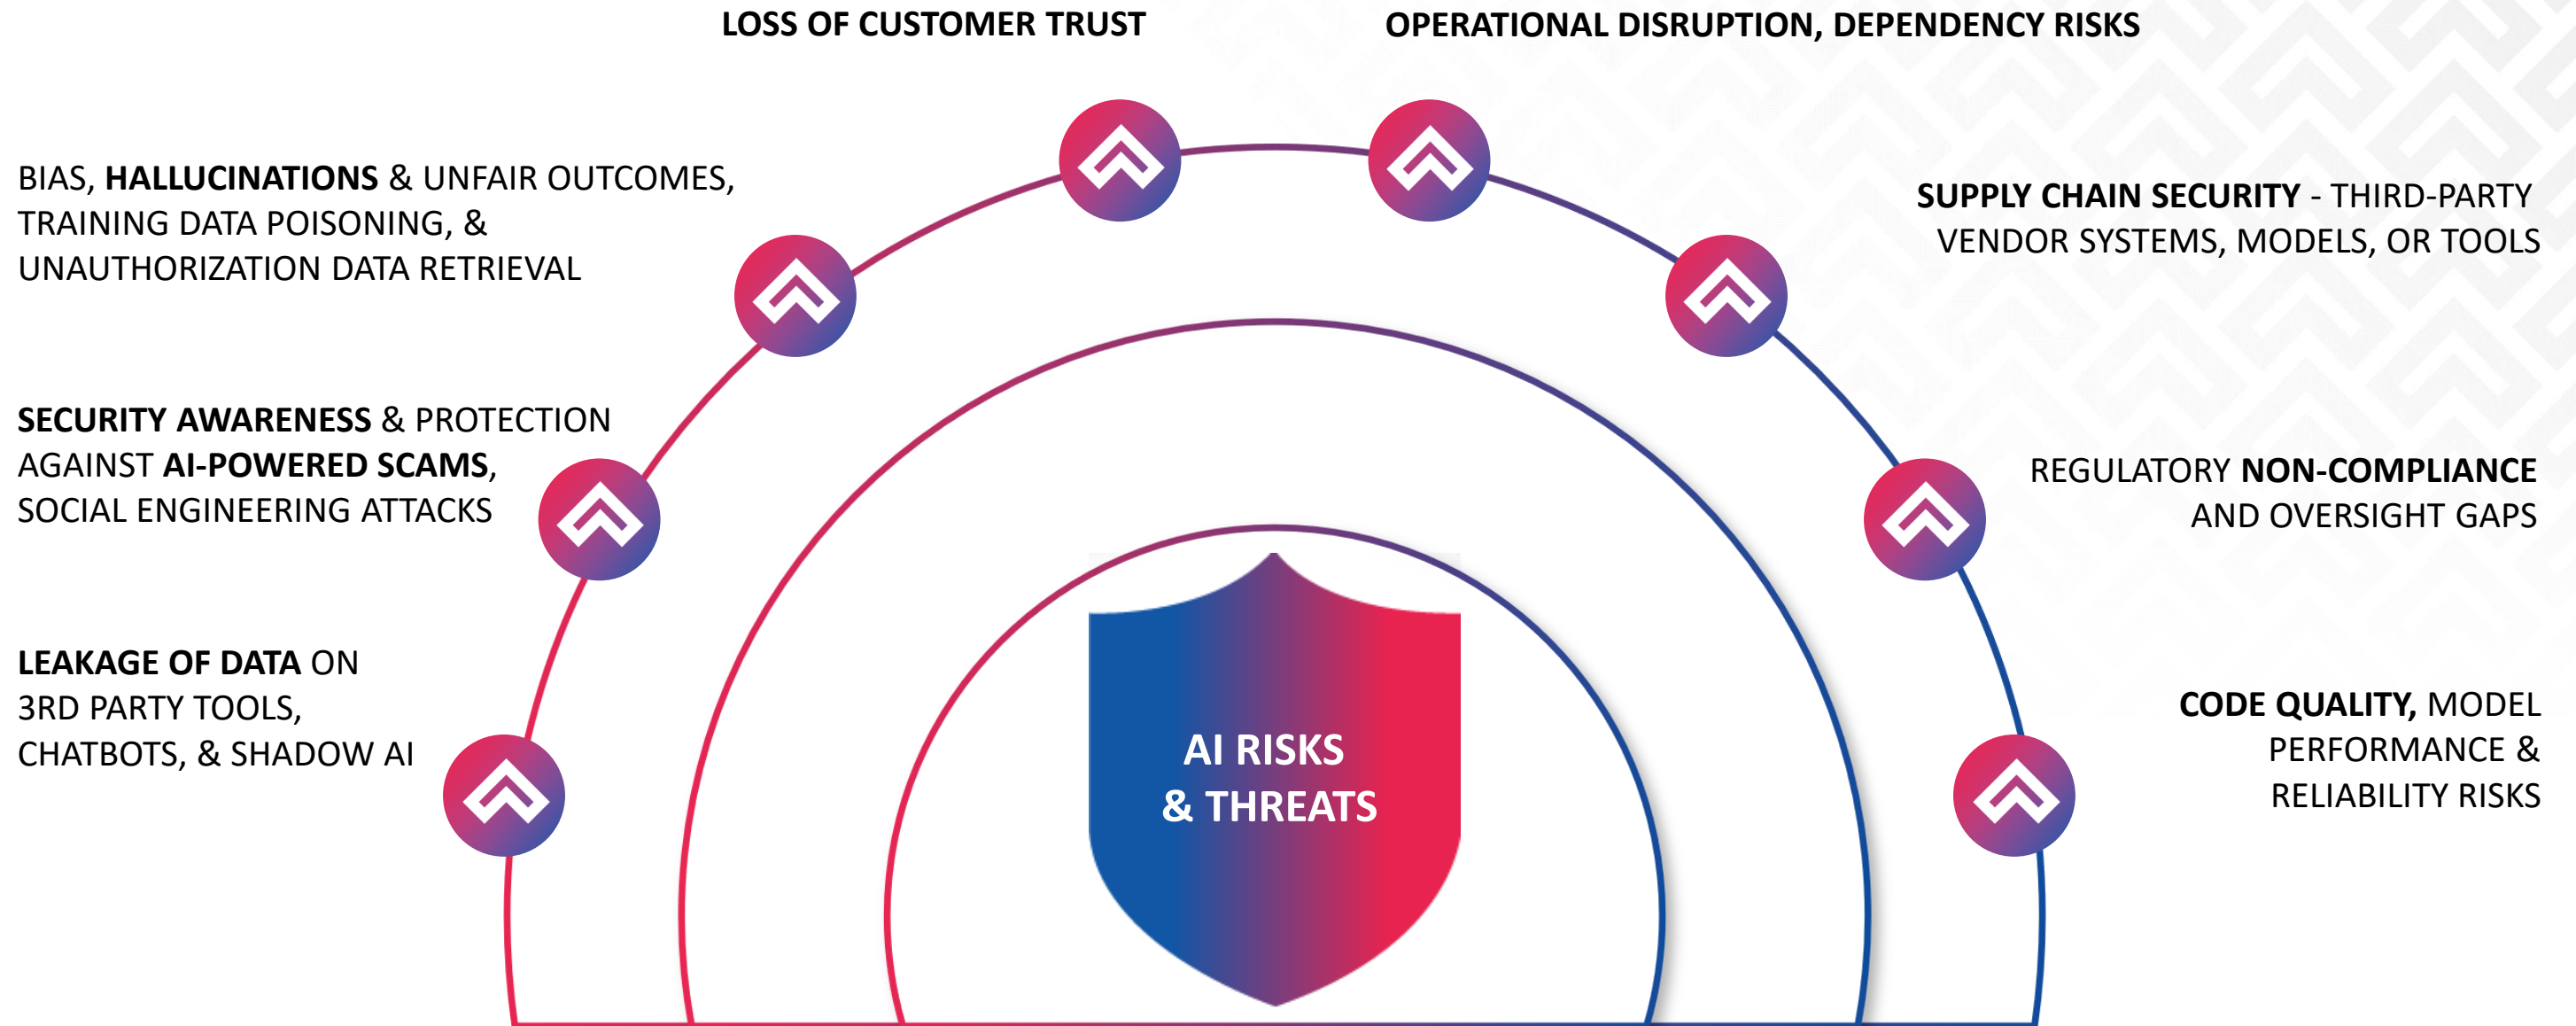 LOSS OF CUSTOMER TRUST
OPERATIONAL DISRUPTION, DEPENDENCY RISKS
BIAS, HALLUCINATIONS & UNFAIR OUTCOMES,
TRAINING DATA POISONING, &
UNAUTHORIZATION DATA RETRIEVAL
SUPPLY CHAIN SECURITY - THIRD-PARTY
VENDOR SYSTEMS, MODELS, OR TOOLS
SECURITY AWARENESS & PROTECTION
AGAINST AI-POWERED SCAMS,
SOCIAL ENGINEERING ATTACKS
REGULATORY NON-COMPLIANCE
AND OVERSIGHT GAPS
LEAKAGE OF DATA ON
3RD PARTY TOOLS,
CHATBOTS, & SHADOW AI
CODE QUALITY, MODEL
PERFORMANCE &
RELIABILITY RISKS
AI RISKS
& THREATS